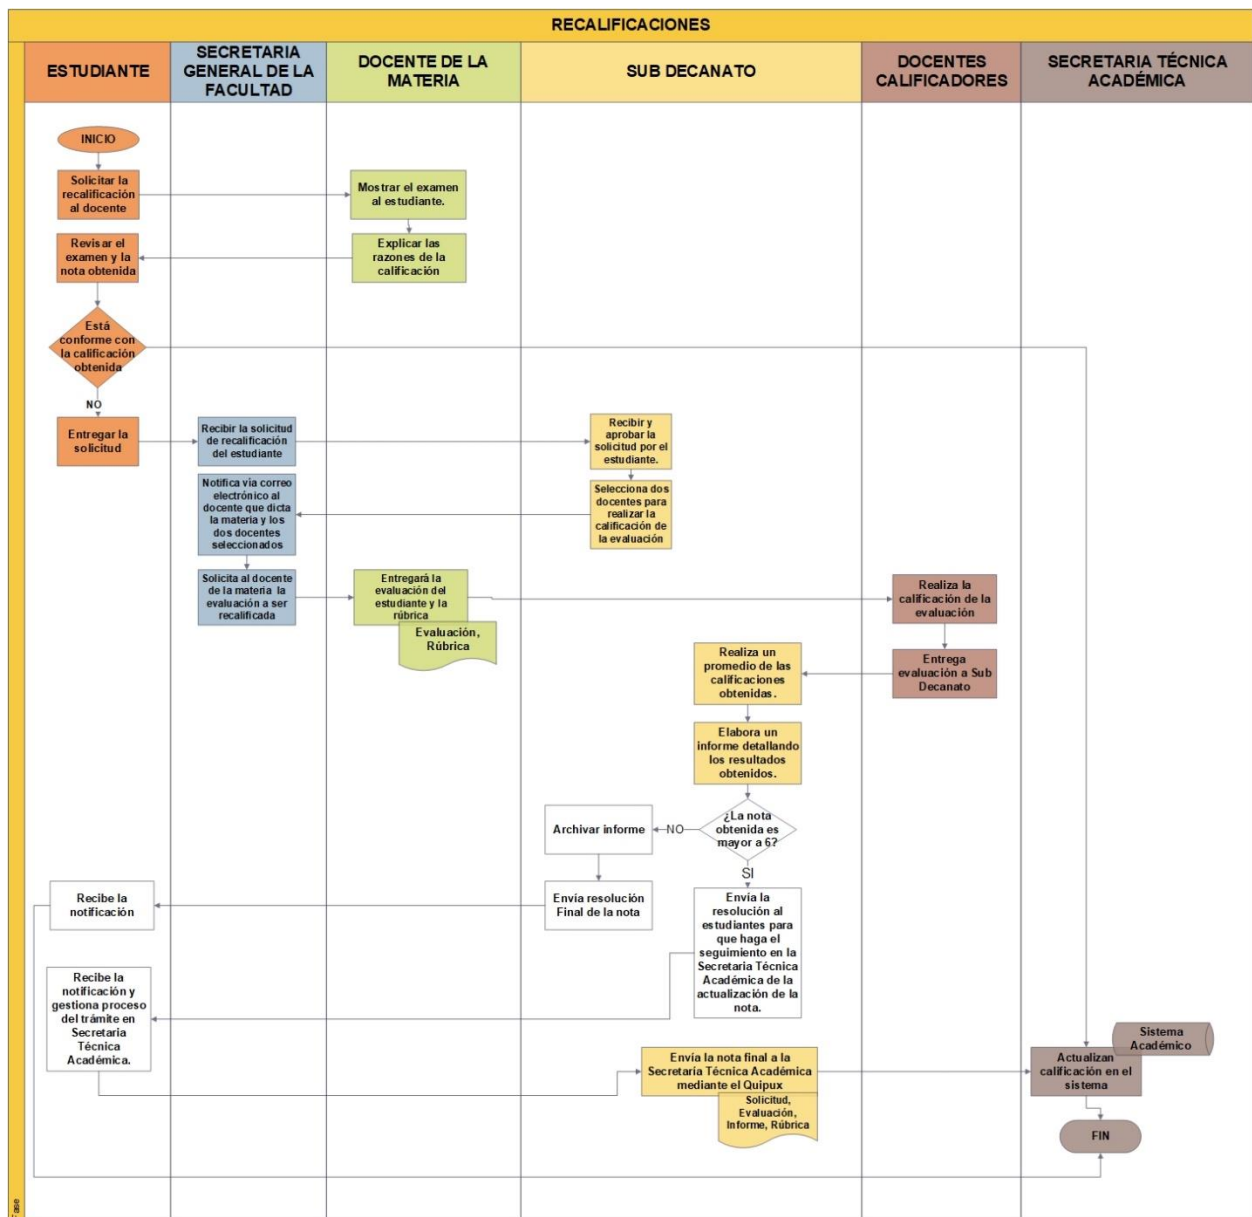 RECALIFICACIONES
ESTUDIANTE
SECRETARIA
GENERAL DE LA
FACULTAD
DOCENTE DE LA
MATERIA
SUB DECANATO
DOCENTES
CALIFICADORES
SECRETARIA TÉCNICA
ACADÉMICA
INICIO
Solicitar la
recalificación
al docente
Mostrar el examen
al estudiante.
Revisar el
examen y la
nota obtenida
Explicar las
razones de la
calificación
Está
conforme con
la calificación
obtenida
NO
Entregar la
solicitud
Recibir la solicitud
de recalificación
del estudiante
Recibir y
aprobar la
solicitud por el
estudiante.
Notifica vía correo
electrónico al
docente que dicta
la materia y los
dos docentes
seleccionados
Selecciona dos
docentes para
realizar la
calificación de
la evaluación
Solicita al docente
de la materia la
evaluación a ser
recalificada
Entregará la
evaluación del
estudiante y la
rúbrica
Evaluación,
Rúbrica
Realiza la
calificación de
la evaluación
Entrega
evaluación a Sub
Decanato
Realiza un
promedio de las
calificaciones
obtenidas.
Elabora un
informe detallando
los resultados
obtenidos.
¿La nota
obtenida es
mayor a 6?
NO
Archivar informe
SI
Envía resolución
Final de la nota
Recibe la
notificación
Envía la
resolución al
estudiantes para
que haga el
seguimiento en la
Secretaria Técnica
Académica de la
actualización de la
nota.
Recibe la
notificación y
gestiona proceso
del trámite en
Secretaria
Técnica
Académica.
Envía la nota final a la
Secretaría Técnica Académica
mediante el Quipux
Solicitud,
Evaluación,
Informe, Rúbrica
Sistema
Académico
Actualizan
calificación en el
sistema
FIN
Fase